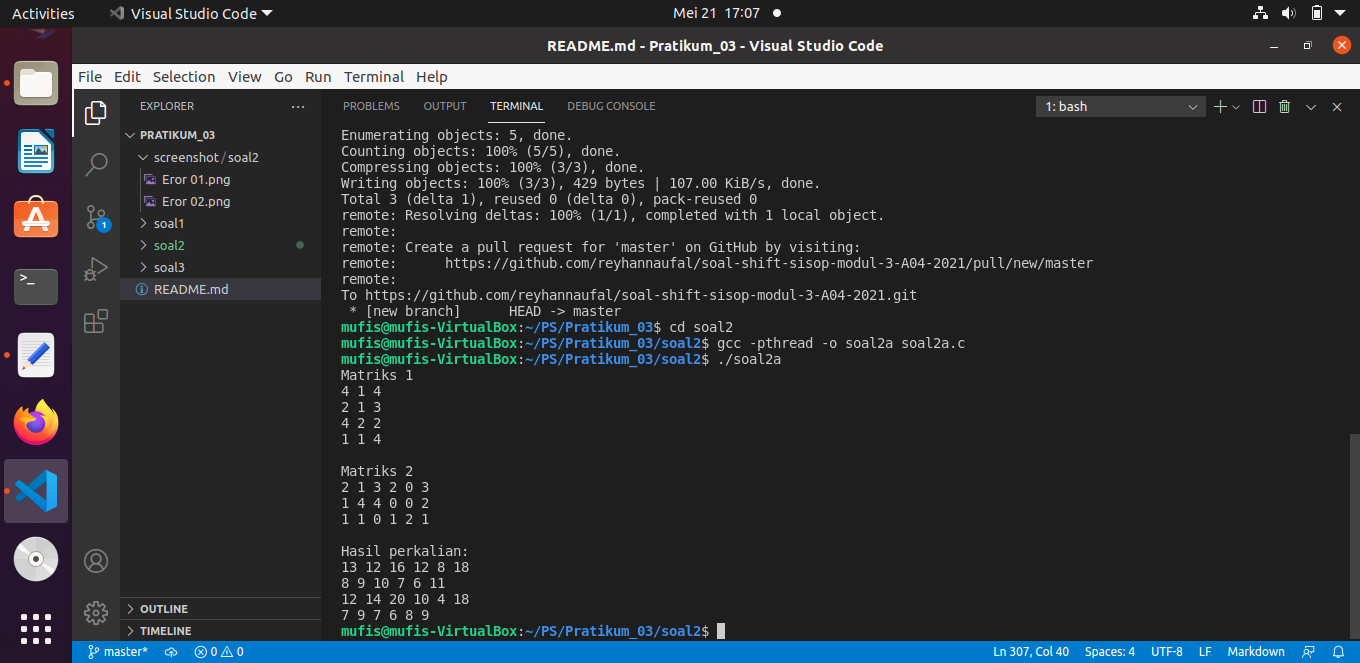 Activities Visual Studio Code Mei 21 17:07
README.md - Pratikum_03 - Visual Studio Code
File Edit Selection View Go Run Terminal Help
EXPLORER ...
PRATIKUM_03
screenshot/soal2
Eror 01.png
Eror 02.png
soal1
soal2
soal3
README.md
OUTLINE
TIMELINE
1
>_
PROBLEMS OUTPUT TERMINAL DEBUG CONSOLE 1: bash
Enumerating objects: 5, done.
Counting objects: 100% (5/5), done.
Compressing objects: 100% (3/3), done.
Writing objects: 100% (3/3), 429 bytes | 107.00 KiB/s, done.
Total 3 (delta 1), reused 0 (delta 0), pack-reused 0
remote: Resolving deltas: 100% (1/1), completed with 1 local object.
remote:
remote: Create a pull request for 'master' on GitHub by visiting:
remote:      https://github.com/reyhannaufal/soal-shift-sisop-modul-3-A04-2021/pull/new/master
remote:
To https://github.com/reyhannaufal/soal-shift-sisop-modul-3-A04-2021.git
 * [new branch]      HEAD -> master
mufis@mufis-VirtualBox:~/PS/Pratikum_03$ cd soal2
mufis@mufis-VirtualBox:~/PS/Pratikum_03/soal2$ gcc -pthread -o soal2a soal2a.c
mufis@mufis-VirtualBox:~/PS/Pratikum_03/soal2$ ./soal2a
Matriks 1
4 1 4
2 1 3
4 2 2
1 1 4
Matriks 2
2 1 3 2 0 3
1 4 4 0 0 2
1 1 0 1 2 1
Hasil perkalian:
13 12 16 12 8 18
8 9 10 7 6 11
12 14 20 10 4 18
7 9 7 6 8 9
mufis@mufis-VirtualBox:~/PS/Pratikum_03/soal2$
master* 0 0 Ln 307, Col 40 Spaces: 4 UTF-8 LF Markdown